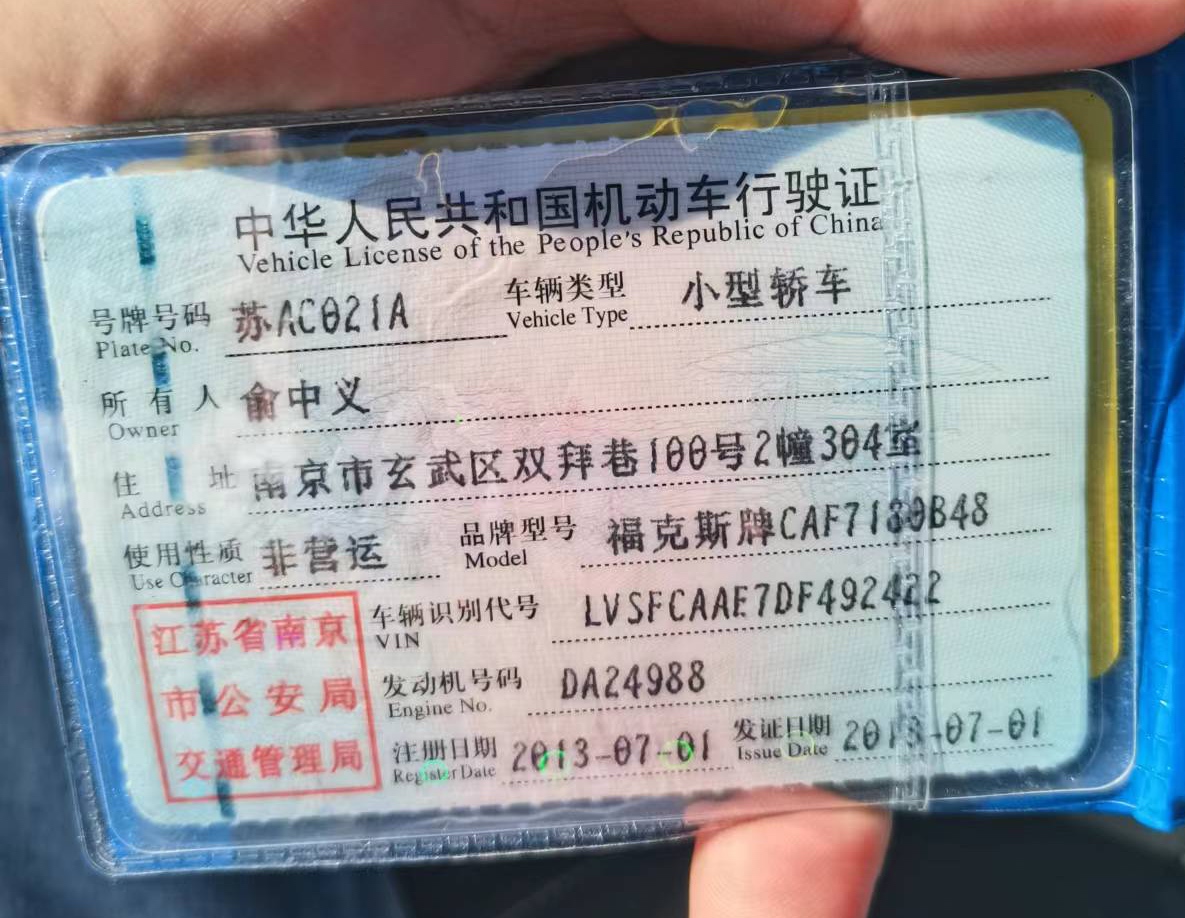 中华人民共和国机动车行驶证
Vehicle License of the People's Republic of China
号牌号码 苏AC021A 车辆类型 小型轿车
Plate No. Vehicle Type
所有人 俞中义
Owner
住址 南京市玄武区双拜巷100号2幢304室
Address
使用性质 非营运 品牌型号 福克斯牌CAF7180B48
Use Character Model
江苏省南京
市公安局
交通管理局
车辆识别代号 LVSFCAAE7DF492422
VIN
发动机号码 DA24988
Engine No.
注册日期 2013-07-01 发证日期 2013-07-01
Register Date Issue Date